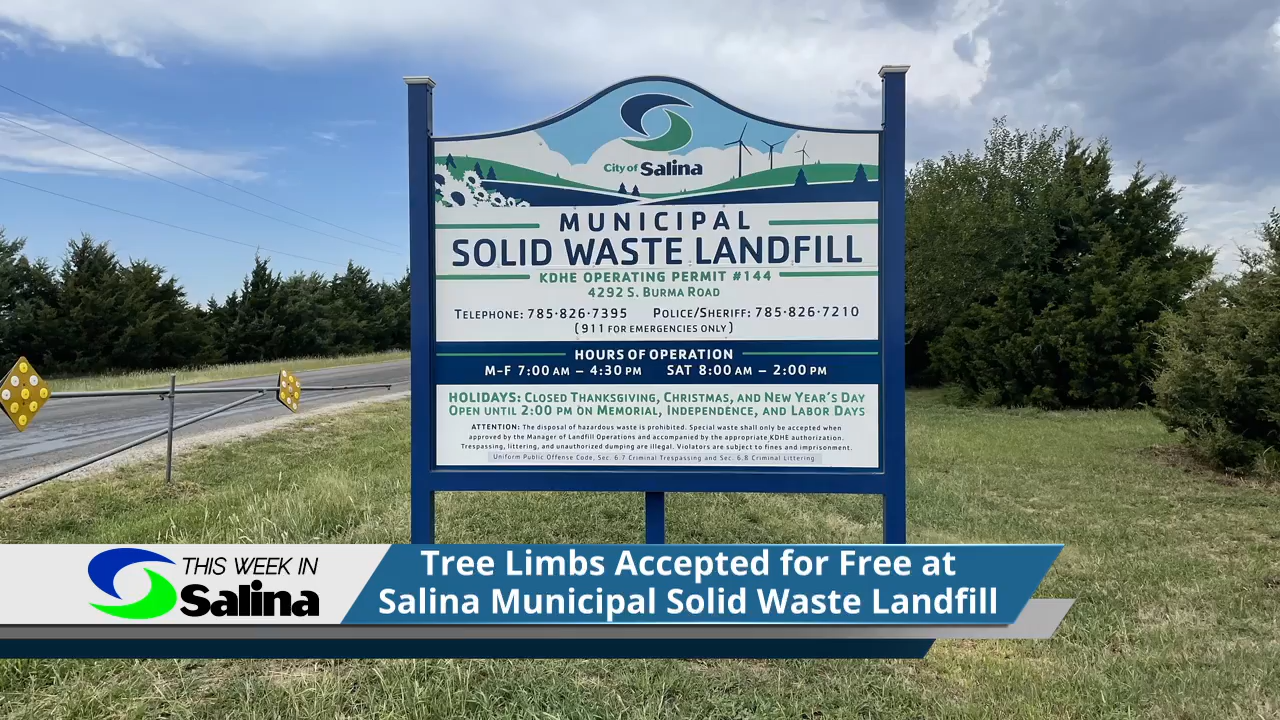 City of Salina
MUNICIPAL
SOLID WASTE LANDFILL
KDHE OPERATING PERMIT #144
4292 S. BURMA ROAD
TELEPHONE: 785·826·7395 POLICE/SHERIFF: 785·826·7210
(911 FOR EMERGENCIES ONLY)
HOURS OF OPERATION
M–F 7:00 AM – 4:30 PM SAT 8:00 AM – 2:00 PM
HOLIDAYS: CLOSED THANKSGIVING, CHRISTMAS, AND NEW YEAR'S DAY
OPEN UNTIL 2:00 PM ON MEMORIAL, INDEPENDENCE, AND LABOR DAYS
ATTENTION: The disposal of hazardous waste is prohibited. Special waste shall only be accepted when
approved by the Manager of Landfill Operations and accompanied by the appropriate KDHE authorization.
Trespassing, littering, and unauthorized dumping are illegal. Violators are subject to fines and imprisonment.
Uniform Public Offense Code, Sec. 6.7 Criminal Trespassing and Sec. 6.8 Criminal Littering
THIS WEEK IN
Salina
Tree Limbs Accepted for Free at
Salina Municipal Solid Waste Landfill